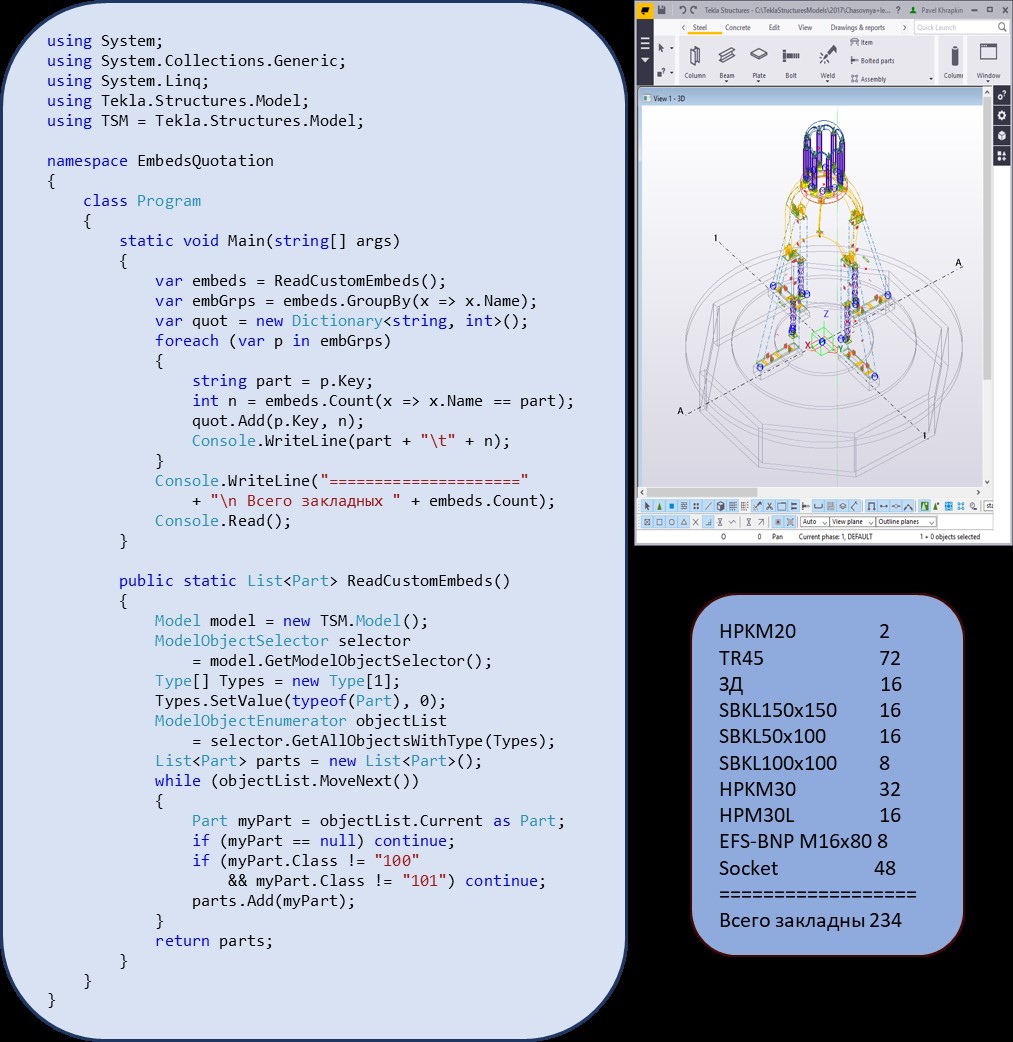 using System;
using System.Collections.Generic;
using System.Linq;
using Tekla.Structures.Model;
using TSM = Tekla.Structures.Model;
namespace EmbedsQuotation
{
class Program
{
static void Main(string[] args)
{
var embeds = ReadCustomEmbeds();
var embGrps = embeds.GroupBy(x => x.Name);
var quot = new Dictionary<string, int>();
foreach (var p in embGrps)
{
string part = p.Key;
int n = embeds.Count(x => x.Name == part);
quot.Add(p.Key, n);
Console.WriteLine(part + "\t" + n);
}
Console.WriteLine("====================="
+ "\n Всего закладных " + embeds.Count);
Console.Read();
}
public static List<Part> ReadCustomEmbeds()
{
Model model = new TSM.Model();
ModelObjectSelector selector
= model.GetModelObjectSelector();
Type[] Types = new Type[1];
Types.SetValue(typeof(Part), 0);
ModelObjectEnumerator objectList
= selector.GetAllObjectsWithType(Types);
List<Part> parts = new List<Part>();
while (objectList.MoveNext())
{
Part myPart = objectList.Current as Part;
if (myPart == null) continue;
if (myPart.Class != "100"
&& myPart.Class != "101") continue;
parts.Add(myPart);
}
return parts;
}
}
}
Tekla Structures - C:\TeklaStructuresModels\2017\Chasovnya+le... ? Pavel Khrapkin
Steel Concrete Edit View Drawings & reports Quick Launch
Column Beam Plate Bolt Weld Item Bolted parts Assembly Column Window
View 1 - 3D
1
A
Z
X
Y
A
1
Auto View plane Outline planes
O 0 Pan Current phase: 1, DEFAULT 1 + 0 objects selected
HPKM20 2
TR45 72
ЗД 16
SBKL150x150 16
SBKL50x100 16
SBKL100x100 8
HPKM30 32
HPM30L 16
EFS-BNP M16x80 8
Socket 48
==================
Всего закладны 234